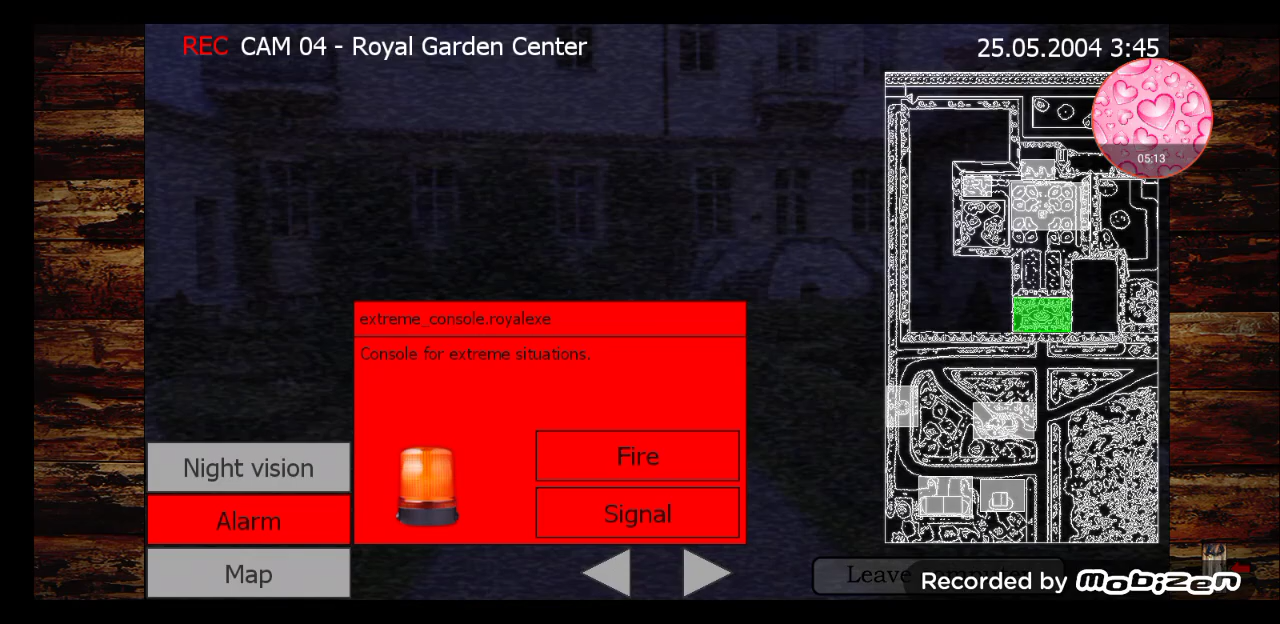 REC CAM 04 - Royal Garden Center
25.05.2004 3:45
05:13
extreme_console.royalexe
Console for extreme situations.
Fire
Signal
Night vision
Alarm
Map
Leave
Recorded by Mobizen